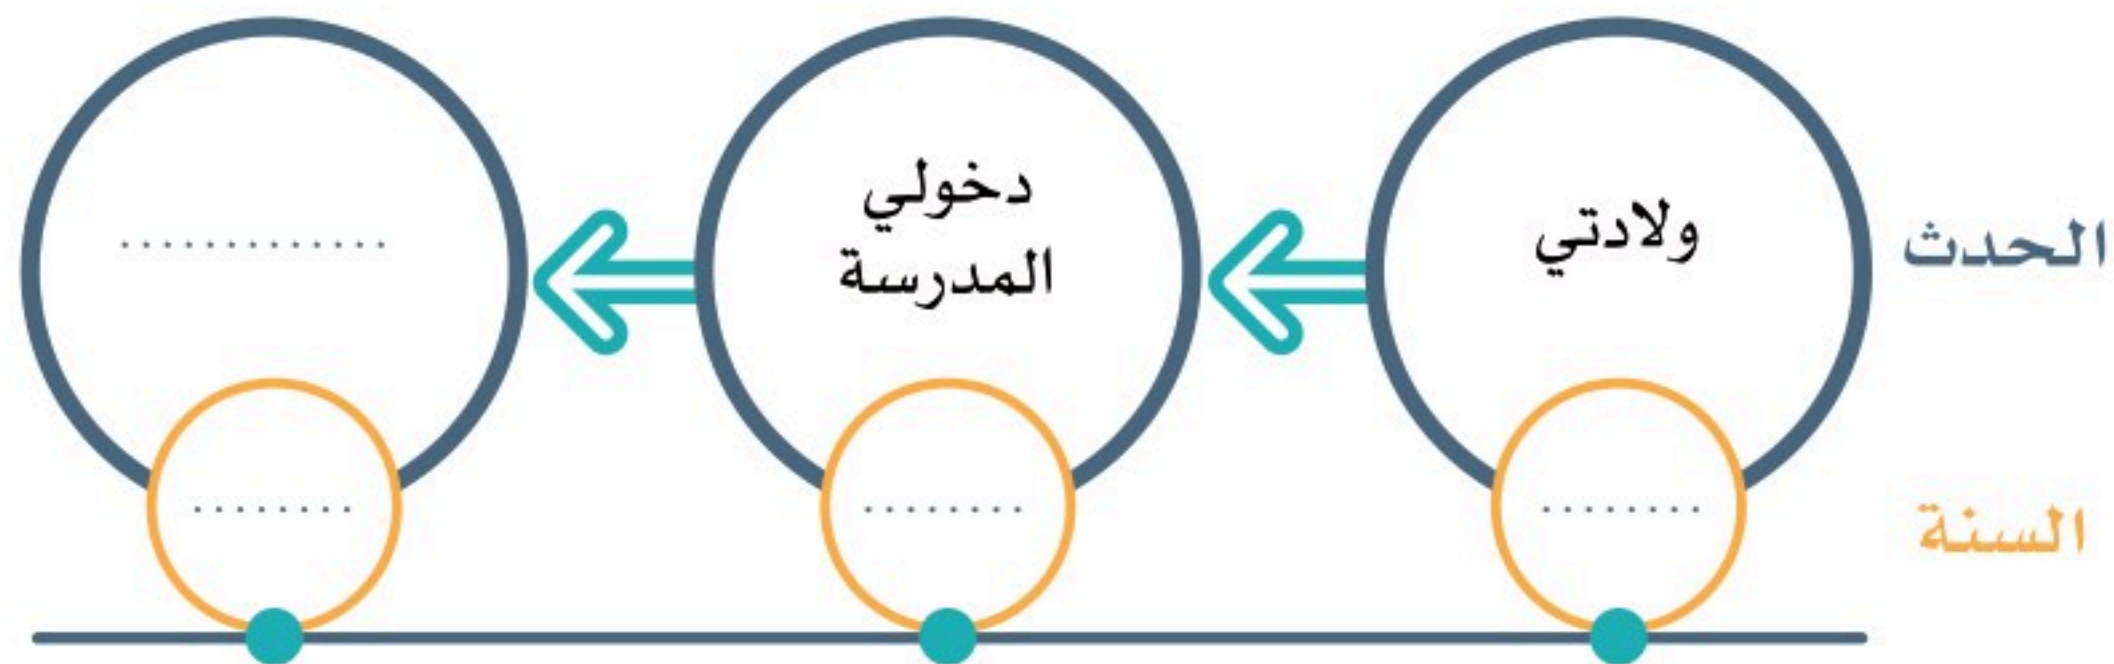 الحدث
ولادتي
دخولي
المدرسة
.............
السنة
........
........
........